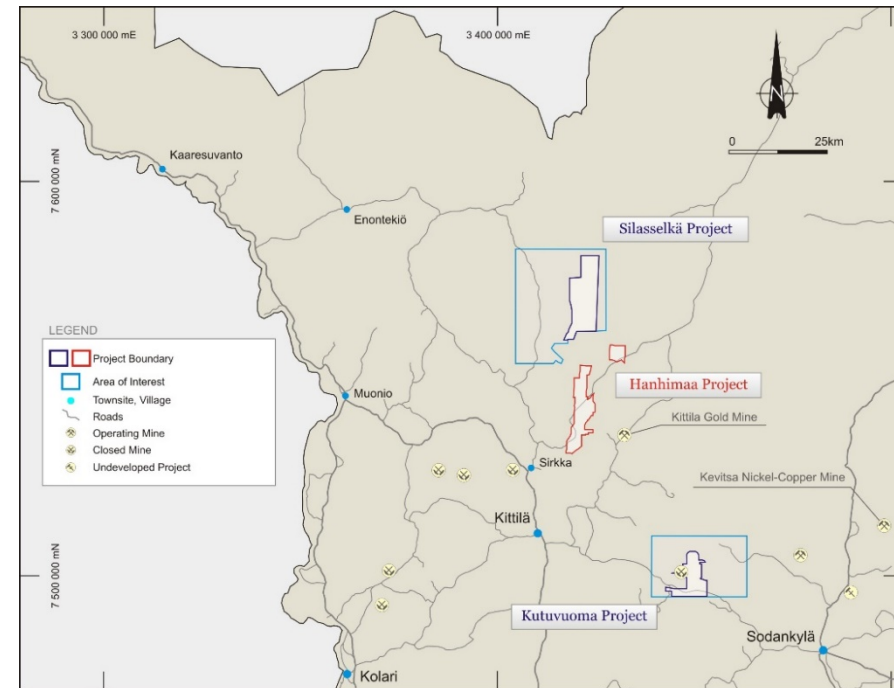 3 300 000 mE
3 400 000 mE
N
0 25km
Kaaresuvanto
7 600 000 mN
Enontekiö
Silasselkä Project
LEGEND
Project Boundary
Area of Interest
Townsite, Village
Roads
Operating Mine
Closed Mine
Undeveloped Project
Hanhimaa Project
Muonio
Kittila Gold Mine
Sirkka
Kevitsa Nickel-Copper Mine
Kittilä
7 500 000 mN
Kutuvuoma Project
Sodankylä
Kolari